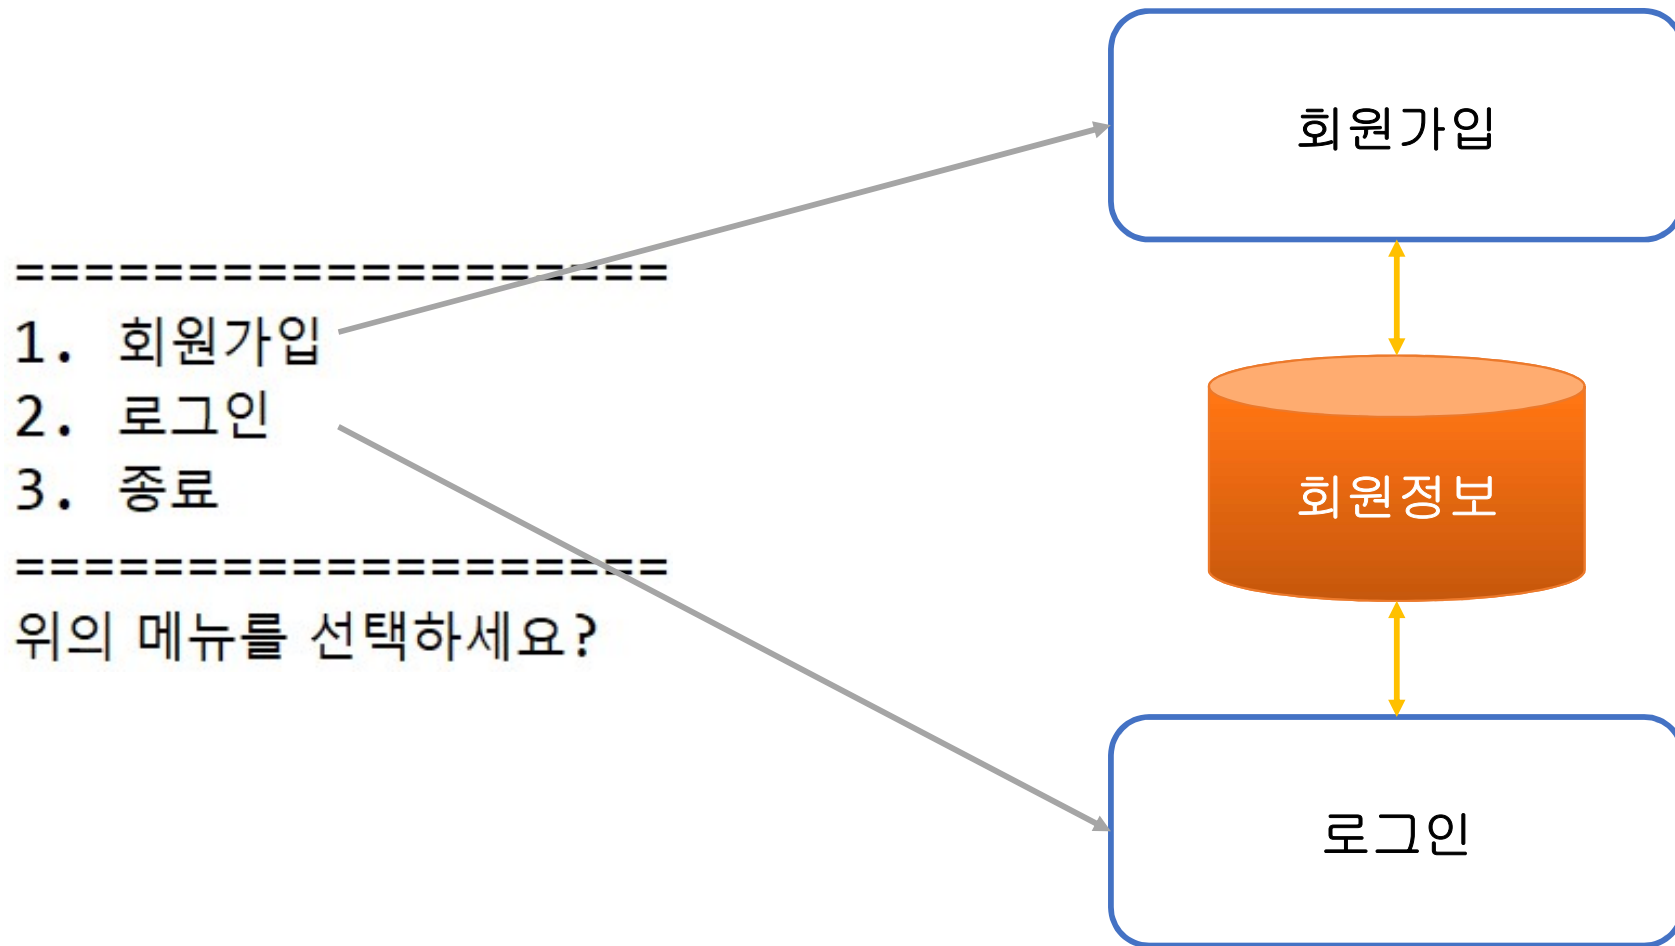 ===================
1. 회원가입
2. 로그인
3. 종료
===================
위의 메뉴를 선택하세요?
회원가입
회원정보
로그인